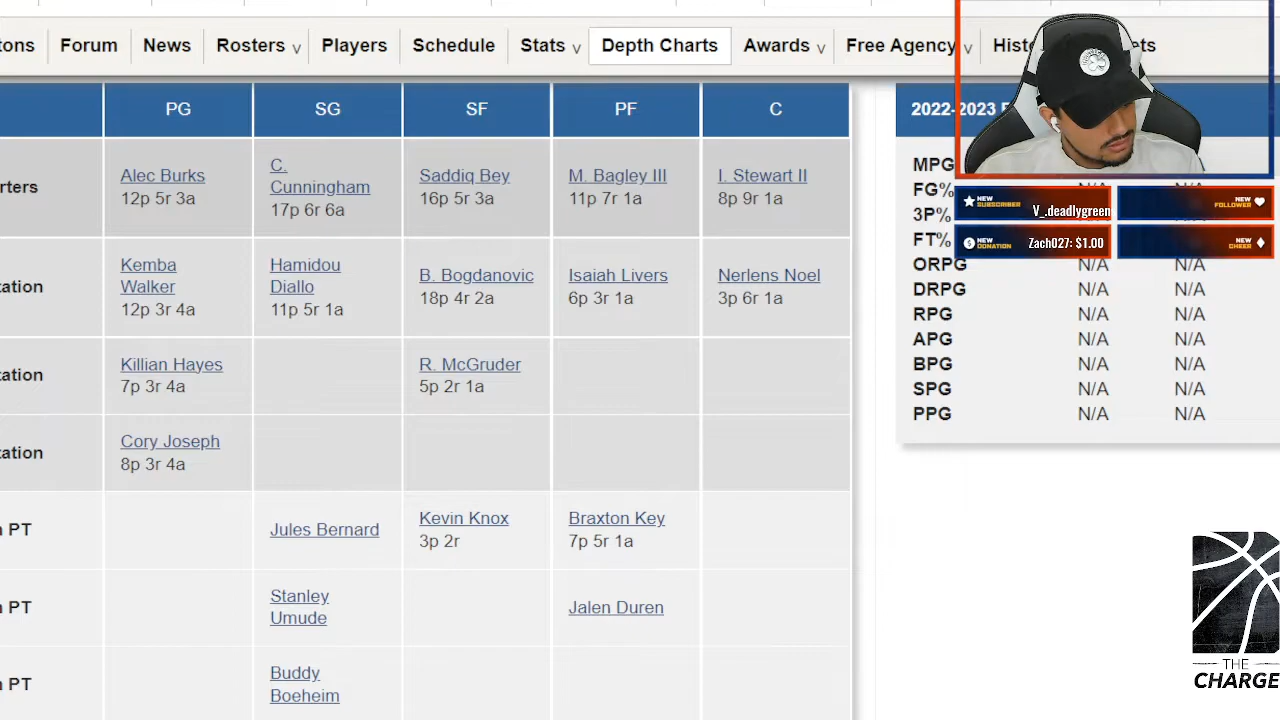 tons Forum News Rosters v Players Schedule Stats v Depth Charts Awards v Free Agency v Hist ets
PG SG SF PF C
rters
Alec Burks
12p 5r 3a
C.
Cunningham
17p 6r 6a
Saddiq Bey
16p 5r 3a
M. Bagley III
11p 7r 1a
I. Stewart II
8p 9r 1a
tation
Kemba
Walker
12p 3r 4a
Hamidou
Diallo
11p 5r 1a
B. Bogdanovic
18p 4r 2a
Isaiah Livers
6p 3r 1a
Nerlens Noel
3p 6r 1a
tation
Killian Hayes
7p 3r 4a
R. McGruder
5p 2r 1a
tation
Cory Joseph
8p 3r 4a
n PT
Jules Bernard
Kevin Knox
3p 2r
Braxton Key
7p 5r 1a
n PT
Stanley
Umude
Jalen Duren
n PT
Buddy
Boeheim
2022-2023
MPG
FG%
3P%
FT%
ORPG N/A N/A
DRPG N/A N/A
RPG N/A N/A
APG N/A N/A
BPG N/A N/A
SPG N/A N/A
PPG N/A N/A
NEW
SUBSCRIBER
V_.deadlygreen
NEW
FOLLOWER
NEW
DONATION
Zach027: $1.00
NEW
CHEER
THE
CHARGE